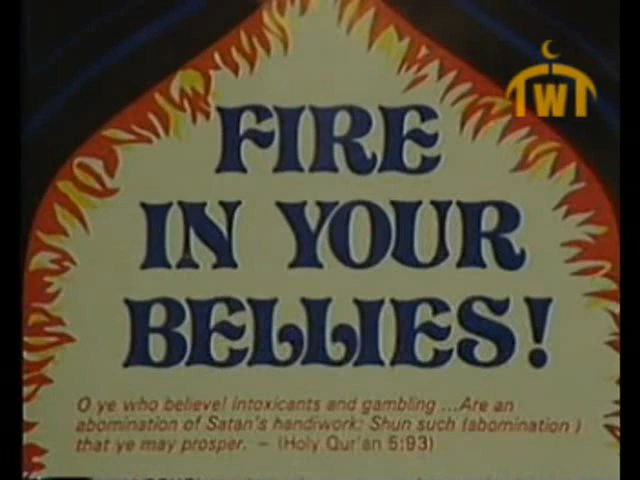 TWT
FIRE
IN YOUR
BELLIES!
O ye who believe! intoxicants and gambling ...Are an
abomination of Satan's handiwork: Shun such (abomination)
that ye may prosper. – (Holy Qur'an 5:93)